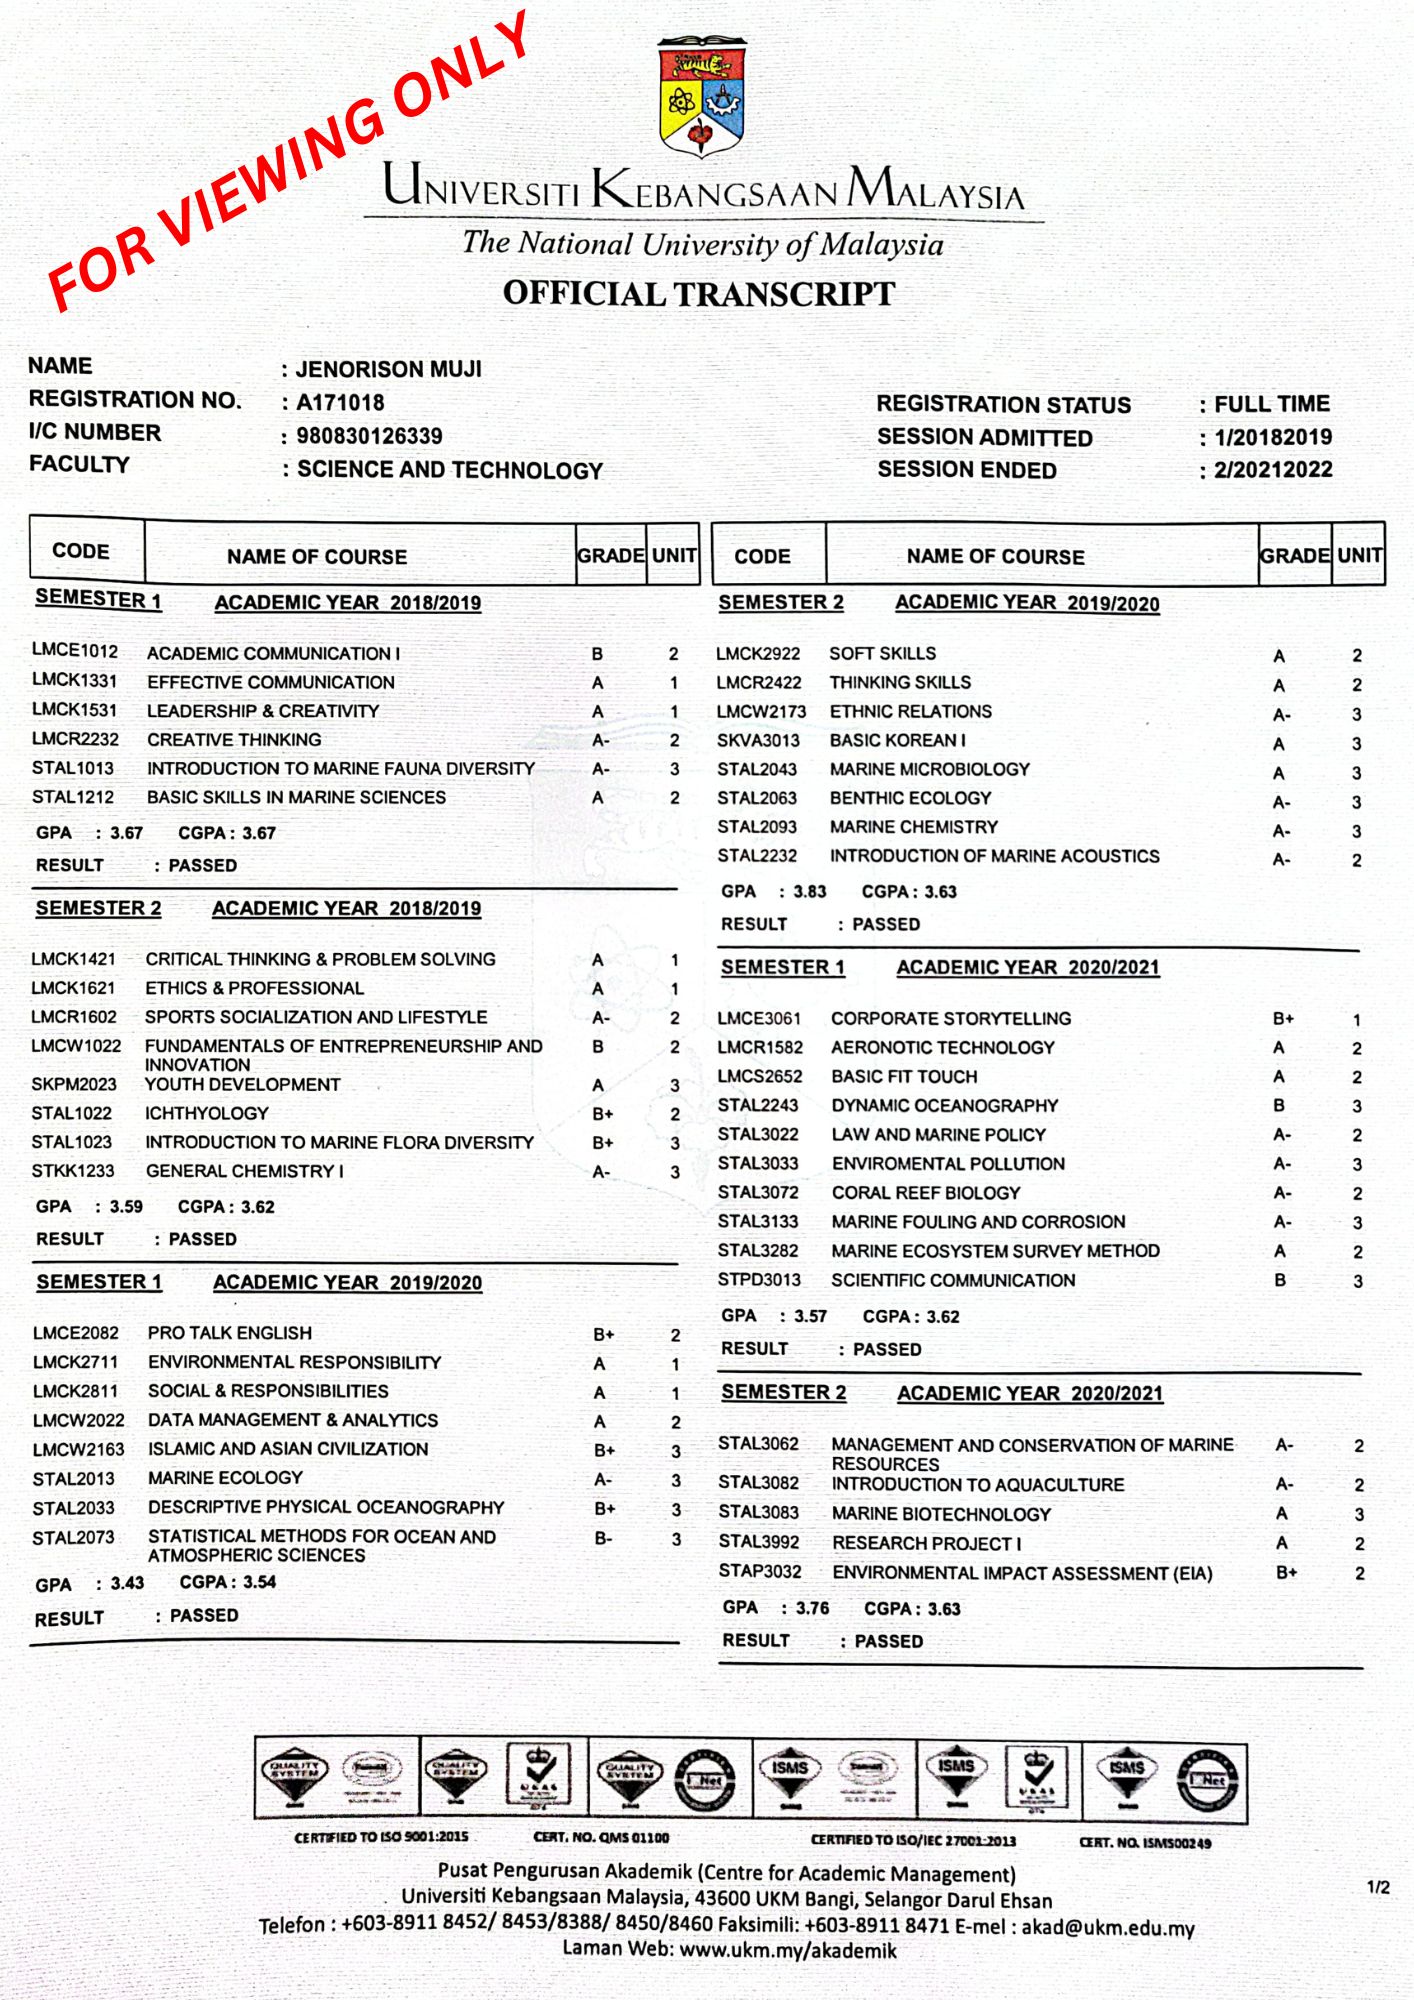 FOR VIEWING ONLY
UNIVERSITI KEBANGSAAN MALAYSIA
The National University of Malaysia
OFFICIAL TRANSCRIPT
NAME : JENORISON MUJI
REGISTRATION NO. : A171018
I/C NUMBER : 980830126339
FACULTY : SCIENCE AND TECHNOLOGY
REGISTRATION STATUS : FULL TIME
SESSION ADMITTED : 1/20182019
SESSION ENDED : 2/20212022
CODE NAME OF COURSE GRADE UNIT
SEMESTER 1 ACADEMIC YEAR 2018/2019
LMCE1012 ACADEMIC COMMUNICATION I B 2
LMCK1331 EFFECTIVE COMMUNICATION A 1
LMCK1531 LEADERSHIP & CREATIVITY A 1
LMCR2232 CREATIVE THINKING A- 2
STAL1013 INTRODUCTION TO MARINE FAUNA DIVERSITY A- 3
STAL1212 BASIC SKILLS IN MARINE SCIENCES A 2
GPA : 3.67 CGPA : 3.67
RESULT : PASSED
SEMESTER 2 ACADEMIC YEAR 2018/2019
LMCK1421 CRITICAL THINKING & PROBLEM SOLVING A 1
LMCK1621 ETHICS & PROFESSIONAL A 1
LMCR1602 SPORTS SOCIALIZATION AND LIFESTYLE A- 2
LMCW1022 FUNDAMENTALS OF ENTREPRENEURSHIP AND B 2
INNOVATION
SKPM2023 YOUTH DEVELOPMENT A 3
STAL1022 ICHTHYOLOGY B+ 2
STAL1023 INTRODUCTION TO MARINE FLORA DIVERSITY B+ 3
STKK1233 GENERAL CHEMISTRY I A- 3
GPA : 3.59 CGPA : 3.62
RESULT : PASSED
SEMESTER 1 ACADEMIC YEAR 2019/2020
LMCE2082 PRO TALK ENGLISH B+ 2
LMCK2711 ENVIRONMENTAL RESPONSIBILITY A 1
LMCK2811 SOCIAL & RESPONSIBILITIES A 1
LMCW2022 DATA MANAGEMENT & ANALYTICS A 2
LMCW2163 ISLAMIC AND ASIAN CIVILIZATION B+ 3
STAL2013 MARINE ECOLOGY A- 3
STAL2033 DESCRIPTIVE PHYSICAL OCEANOGRAPHY B+ 3
STAL2073 STATISTICAL METHODS FOR OCEAN AND B- 3
ATMOSPHERIC SCIENCES
GPA : 3.43 CGPA : 3.54
RESULT : PASSED
CODE NAME OF COURSE GRADE UNIT
SEMESTER 2 ACADEMIC YEAR 2019/2020
LMCK2922 SOFT SKILLS A 2
LMCR2422 THINKING SKILLS A 2
LMCW2173 ETHNIC RELATIONS A- 3
SKVA3013 BASIC KOREAN I A 3
STAL2043 MARINE MICROBIOLOGY A 3
STAL2063 BENTHIC ECOLOGY A- 3
STAL2093 MARINE CHEMISTRY A- 3
STAL2232 INTRODUCTION OF MARINE ACOUSTICS A- 2
GPA : 3.83 CGPA : 3.63
RESULT : PASSED
SEMESTER 1 ACADEMIC YEAR 2020/2021
LMCE3061 CORPORATE STORYTELLING B+ 1
LMCR1582 AERONOTIC TECHNOLOGY A 2
LMCS2652 BASIC FIT TOUCH A 2
STAL2243 DYNAMIC OCEANOGRAPHY B 3
STAL3022 LAW AND MARINE POLICY A- 2
STAL3033 ENVIROMENTAL POLLUTION A- 3
STAL3072 CORAL REEF BIOLOGY A- 2
STAL3133 MARINE FOULING AND CORROSION A- 3
STAL3282 MARINE ECOSYSTEM SURVEY METHOD A 2
STPD3013 SCIENTIFIC COMMUNICATION B 3
GPA : 3.57 CGPA : 3.62
RESULT : PASSED
SEMESTER 2 ACADEMIC YEAR 2020/2021
STAL3062 MANAGEMENT AND CONSERVATION OF MARINE A- 2
RESOURCES
STAL3082 INTRODUCTION TO AQUACULTURE A- 2
STAL3083 MARINE BIOTECHNOLOGY A 3
STAL3992 RESEARCH PROJECT I A 2
STAP3032 ENVIRONMENTAL IMPACT ASSESSMENT (EIA) B+ 2
GPA : 3.76 CGPA : 3.63
RESULT : PASSED
QUALITY SYSTEM QUALITY SYSTEM UKAS QUALITY SYSTEM Net ISMS ISMS UKAS ISMS Net
CERTIFIED TO ISO 9001:2015 CERT. NO. QMS 01100 CERTIFIED TO ISO/IEC 27001:2013 CERT. NO. ISMS00249
Pusat Pengurusan Akademik (Centre for Academic Management)
Universiti Kebangsaan Malaysia, 43600 UKM Bangi, Selangor Darul Ehsan
Telefon : +603-8911 8452/ 8453/8388/ 8450/8460 Faksimili: +603-8911 8471 E-mel : akad@ukm.edu.my
Laman Web: www.ukm.my/akademik
1/2